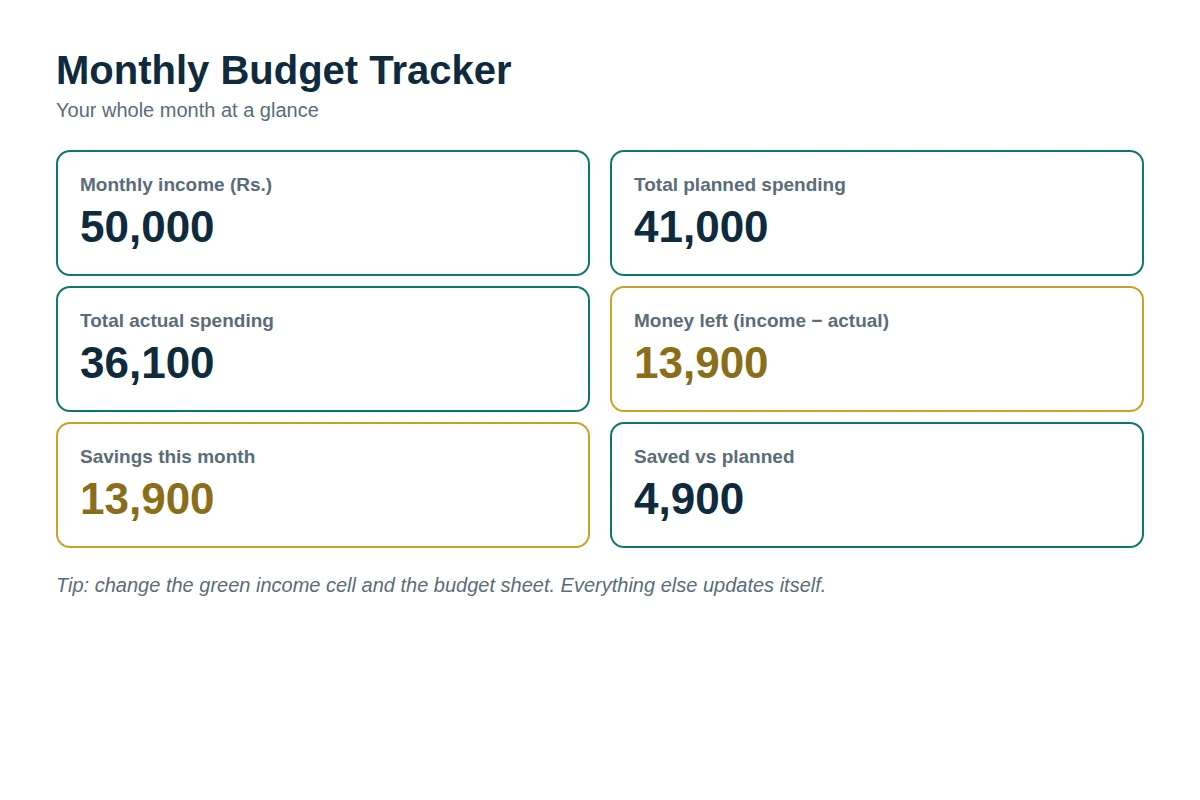 Monthly Budget Tracker
Your whole month at a glance
Monthly income (Rs.)
50,000
Total planned spending
41,000
Total actual spending
36,100
Money left (income − actual)
13,900
Savings this month
13,900
Saved vs planned
4,900
Tip: change the green income cell and the budget sheet. Everything else updates itself.